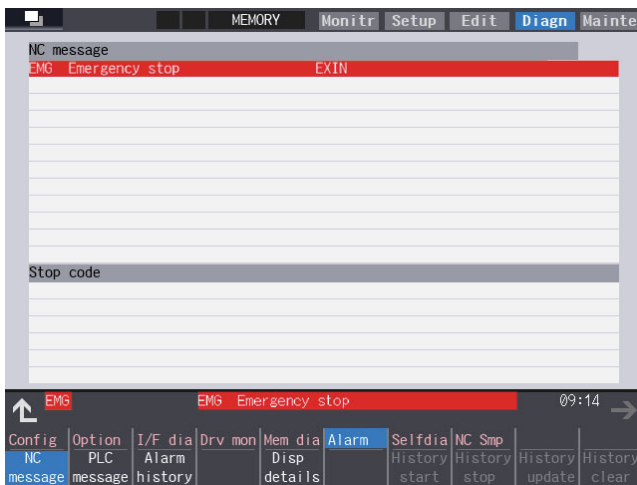 MEMORY Monitr Setup Edit Diagn Mainte
NC message
EMG Emergency stop EXIN
Stop code
EMG EMG Emergency stop 09:14
Config Option I/F dia Drv mon Mem dia Alarm Selfdia NC Smp
NC PLC Alarm Disp History History History History
message message history details start stop update clear